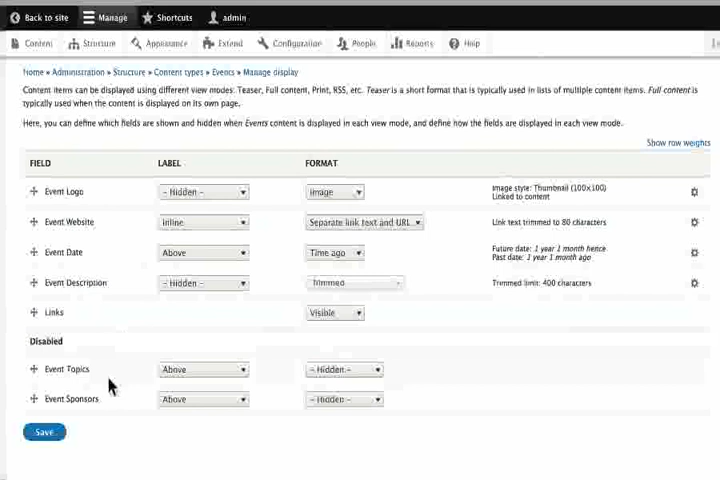 Back to site Manage Shortcuts admin
Content Structure Appearance Extend Configuration People Reports Help
Home » Administration » Structure » Content types » Events » Manage display
Content items can be displayed using different view modes: Teaser, Full content, Print, RSS, etc. Teaser is a short format that is typically used in lists of multiple content items. Full content is
typically used when the content is displayed on its own page.
Here, you can define which fields are shown and hidden when Events content is displayed in each view mode, and define how the fields are displayed in each view mode.
Show row weights
FIELD LABEL FORMAT
Event Logo - Hidden - Image Image style: Thumbnail (100x100)
Linked to content
Event Website Inline Separate link text and URL Link text trimmed to 80 characters
Event Date Above Time ago Future date: 1 year 1 month hence
Past date: 1 year 1 month ago
Event Description - Hidden - Trimmed Trimmed limit: 400 characters
Links Visible
Disabled
Event Topics Above - Hidden -
Event Sponsors Above - Hidden -
Save